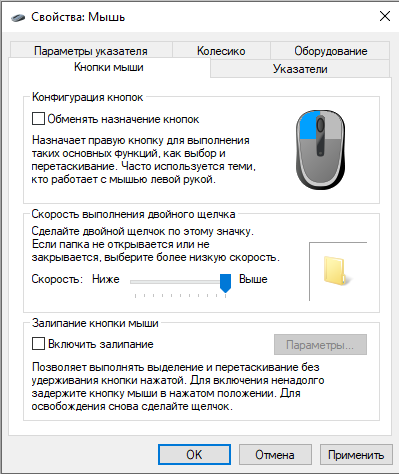 Свойства: Мышь
Параметры указателя Колесико Оборудование
Кнопки мыши Указатели
Конфигурация кнопок
Обменять назначение кнопок
Назначает правую кнопку для выполнения
таких основных функций, как выбор и
перетаскивание. Часто используется теми,
кто работает с мышью левой рукой.
Скорость выполнения двойного щелчка
Сделайте двойной щелчок по этому значку.
Если папка не открывается или не
закрывается, выберите более низкую скорость.
Скорость: Ниже Выше
Залипание кнопки мыши
Включить залипание Параметры...
Позволяет выполнять выделение и перетаскивание без
удерживания кнопки нажатой. Для включения ненадолго
задержите кнопку мыши в нажатом положении. Для
освобождения снова сделайте щелчок.
OK Отмена Применить